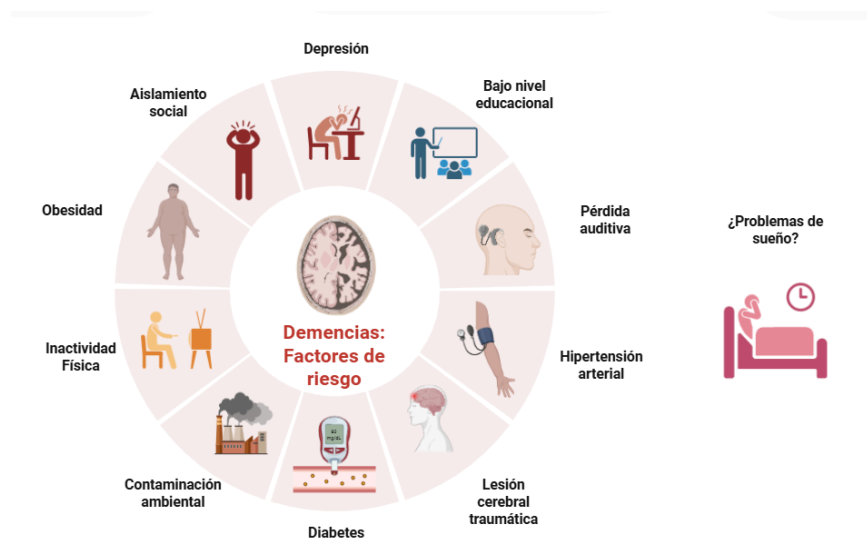 Depresión
Bajo nivel
educacional
Pérdida
auditiva
Hipertensión
arterial
Lesión
cerebral
traumática
Diabetes
Contaminación
ambiental
Inactividad
Física
Obesidad
Aislamiento
social
Demencias:
Factores de
riesgo
¿Problemas de
sueño?